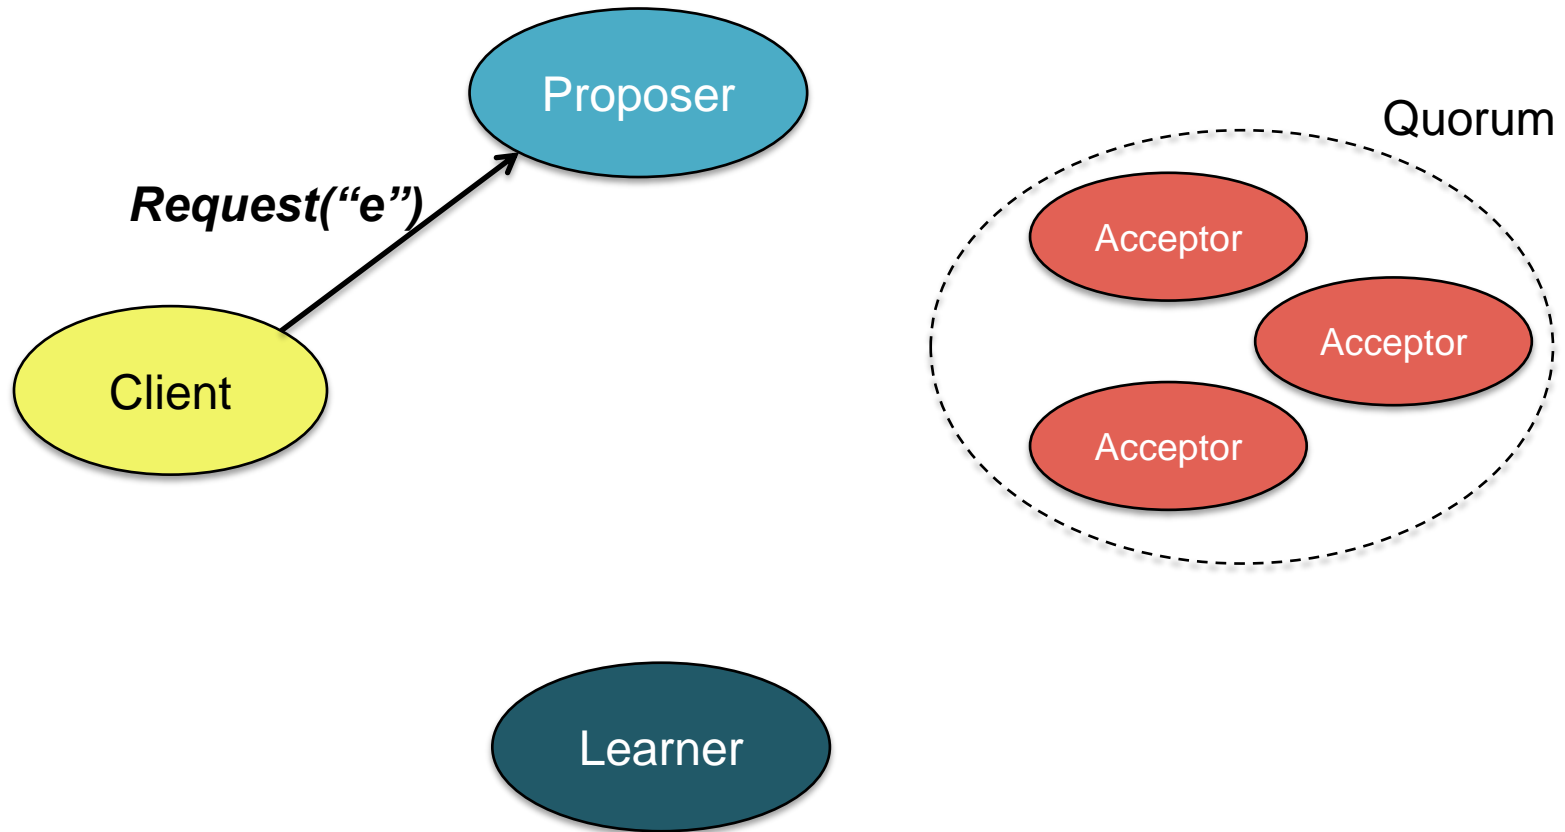 Proposer
Quorum
Request(“e”)
Acceptor
Acceptor
Client
Acceptor
Learner